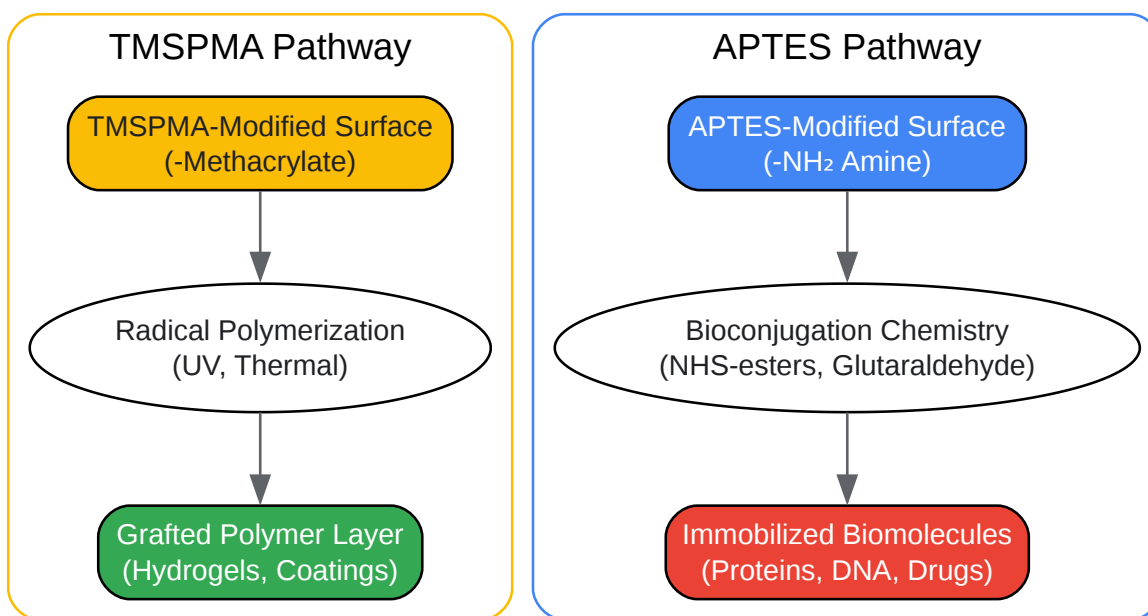 TMSPMA Pathway
TMSPMA-Modified Surface
(-Methacrylate)
Radical Polymerization
(UV, Thermal)
Grafted Polymer Layer
(Hydrogels, Coatings)
APTES Pathway
APTES-Modified Surface
(-NH₂ Amine)
Bioconjugation Chemistry
(NHS-esters, Glutaraldehyde)
Immobilized Biomolecules
(Proteins, DNA, Drugs)